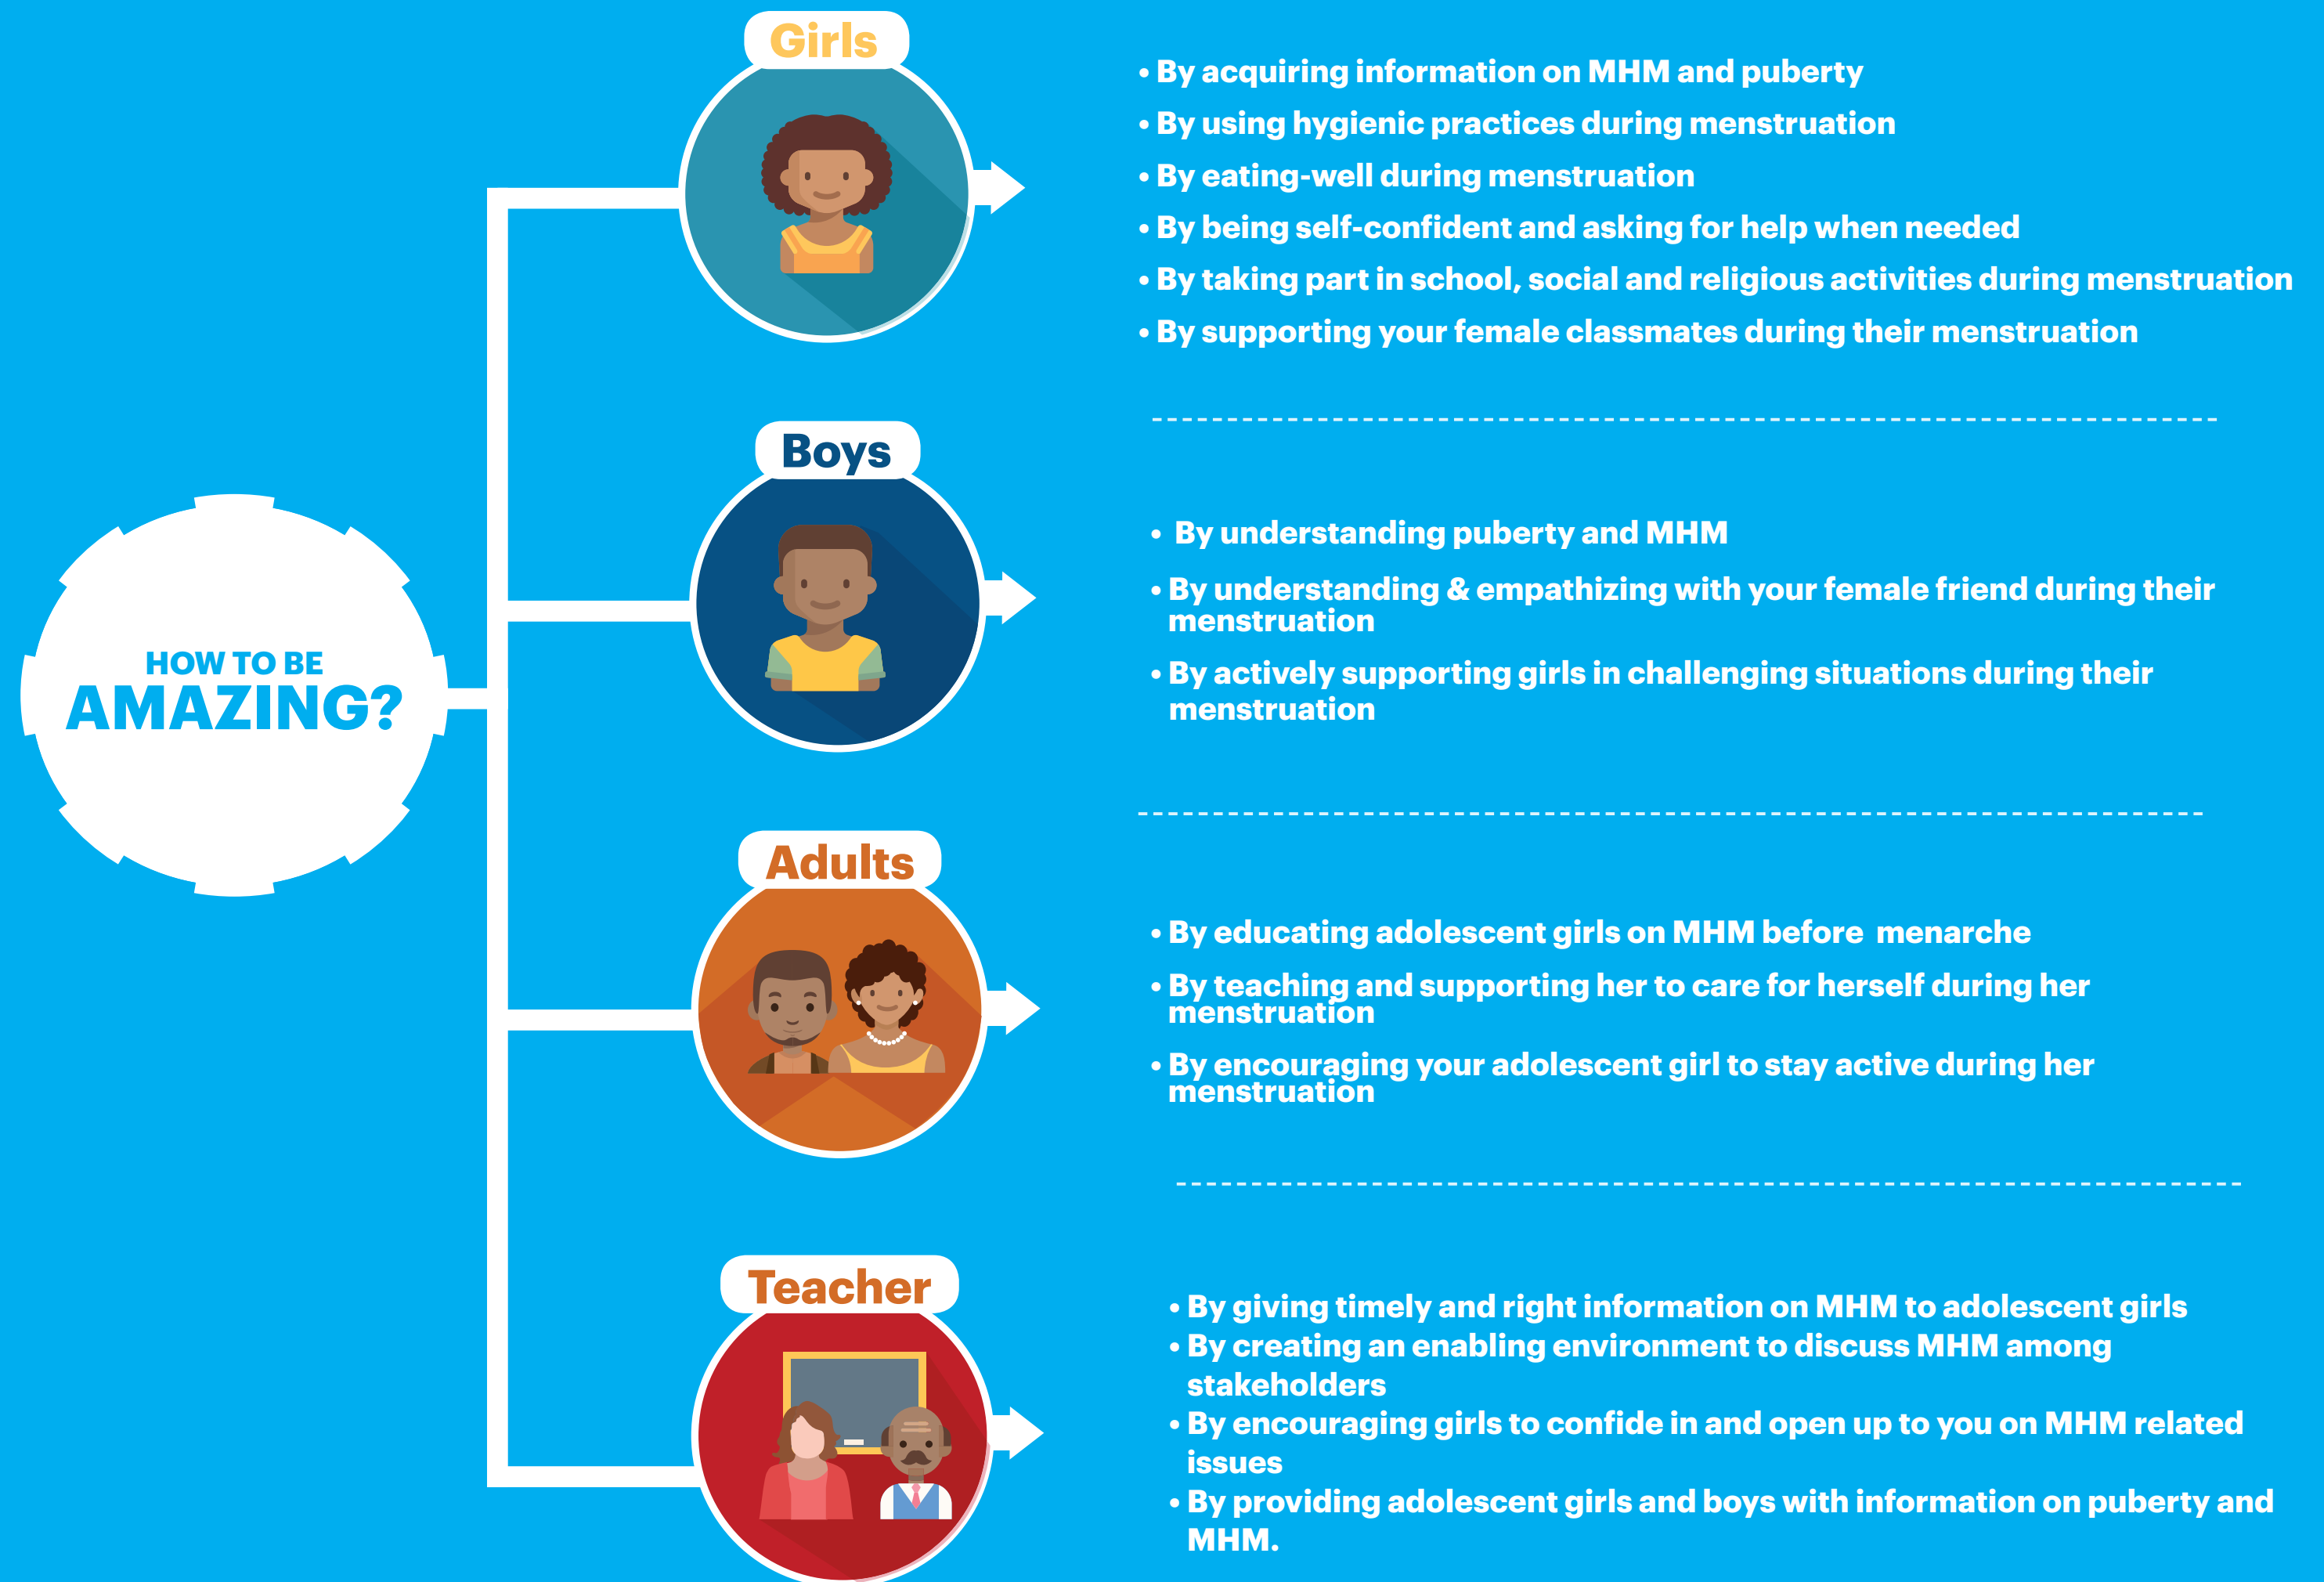 HOW TO BE
AMAZING?
Girls
• By acquiring information on MHM and puberty
• By using hygienic practices during menstruation
• By eating-well during menstruation
• By being self-confident and asking for help when needed
• By taking part in school, social and religious activities during menstruation
• By supporting your female classmates during their menstruation
Boys
• By understanding puberty and MHM
• By understanding & empathizing with your female friend during their
menstruation
• By actively supporting girls in challenging situations during their
menstruation
Adults
• By educating adolescent girls on MHM before menarche
• By teaching and supporting her to care for herself during her
menstruation
• By encouraging your adolescent girl to stay active during her
menstruation
Teacher
• By giving timely and right information on MHM to adolescent girls
• By creating an enabling environment to discuss MHM among
stakeholders
• By encouraging girls to confide in and open up to you on MHM related
issues
• By providing adolescent girls and boys with information on puberty and
MHM.